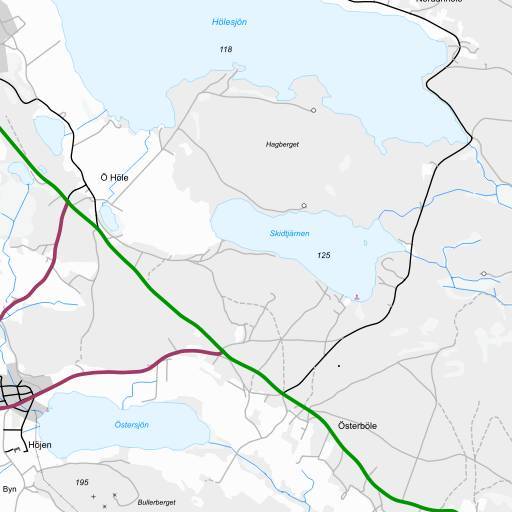 Hölesjön
118
Hagberget
Ö Höle
Skidtjärnen
125
Östersjön
Österböle
Höjen
195
Byn
Bullerberget